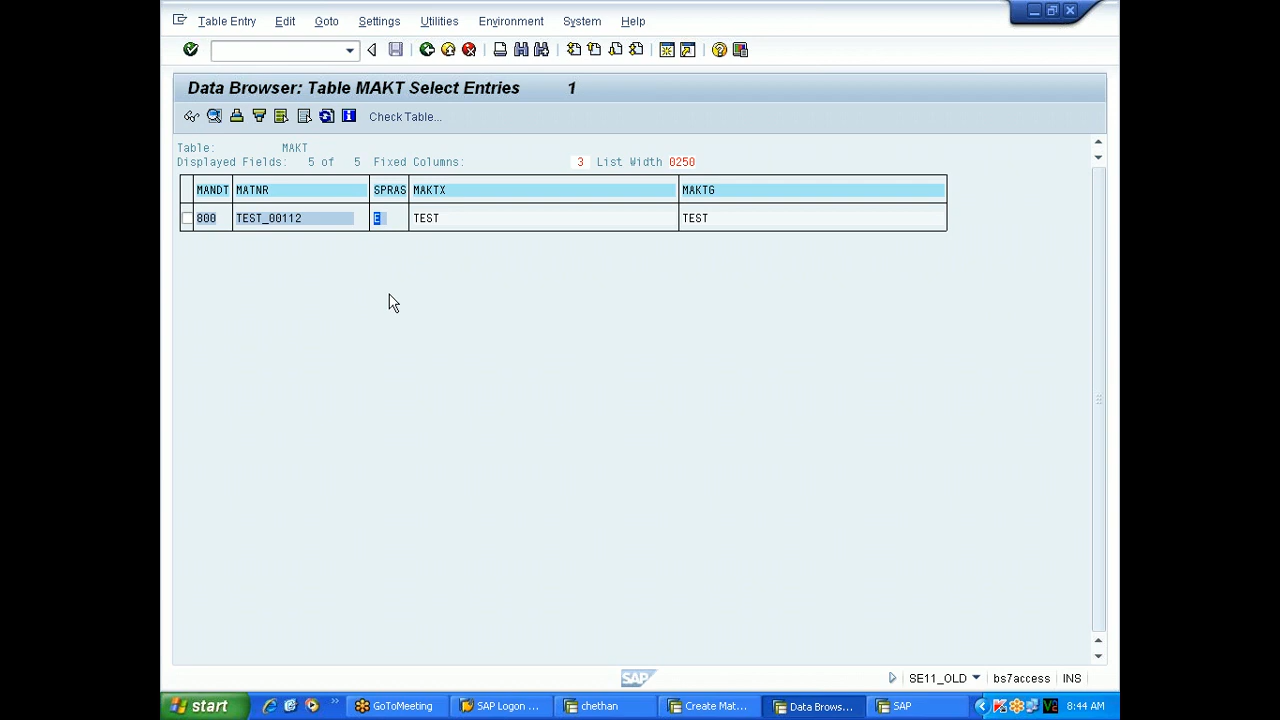 Table Entry Edit Goto Settings Utilities Environment System Help
Data Browser: Table MAKT Select Entries 1
Check Table...
Table: MAKT
Displayed Fields: 5 of 5 Fixed Columns: 3 List Width 0250
MANDT MATNR SPRAS MAKTX MAKTG
800 TEST_00112 E TEST TEST
SAP
SE11_OLD bs7access INS
start GoToMeeting SAP Logon ... chethan Create Mat... Data Brows... SAP 8:44 AM